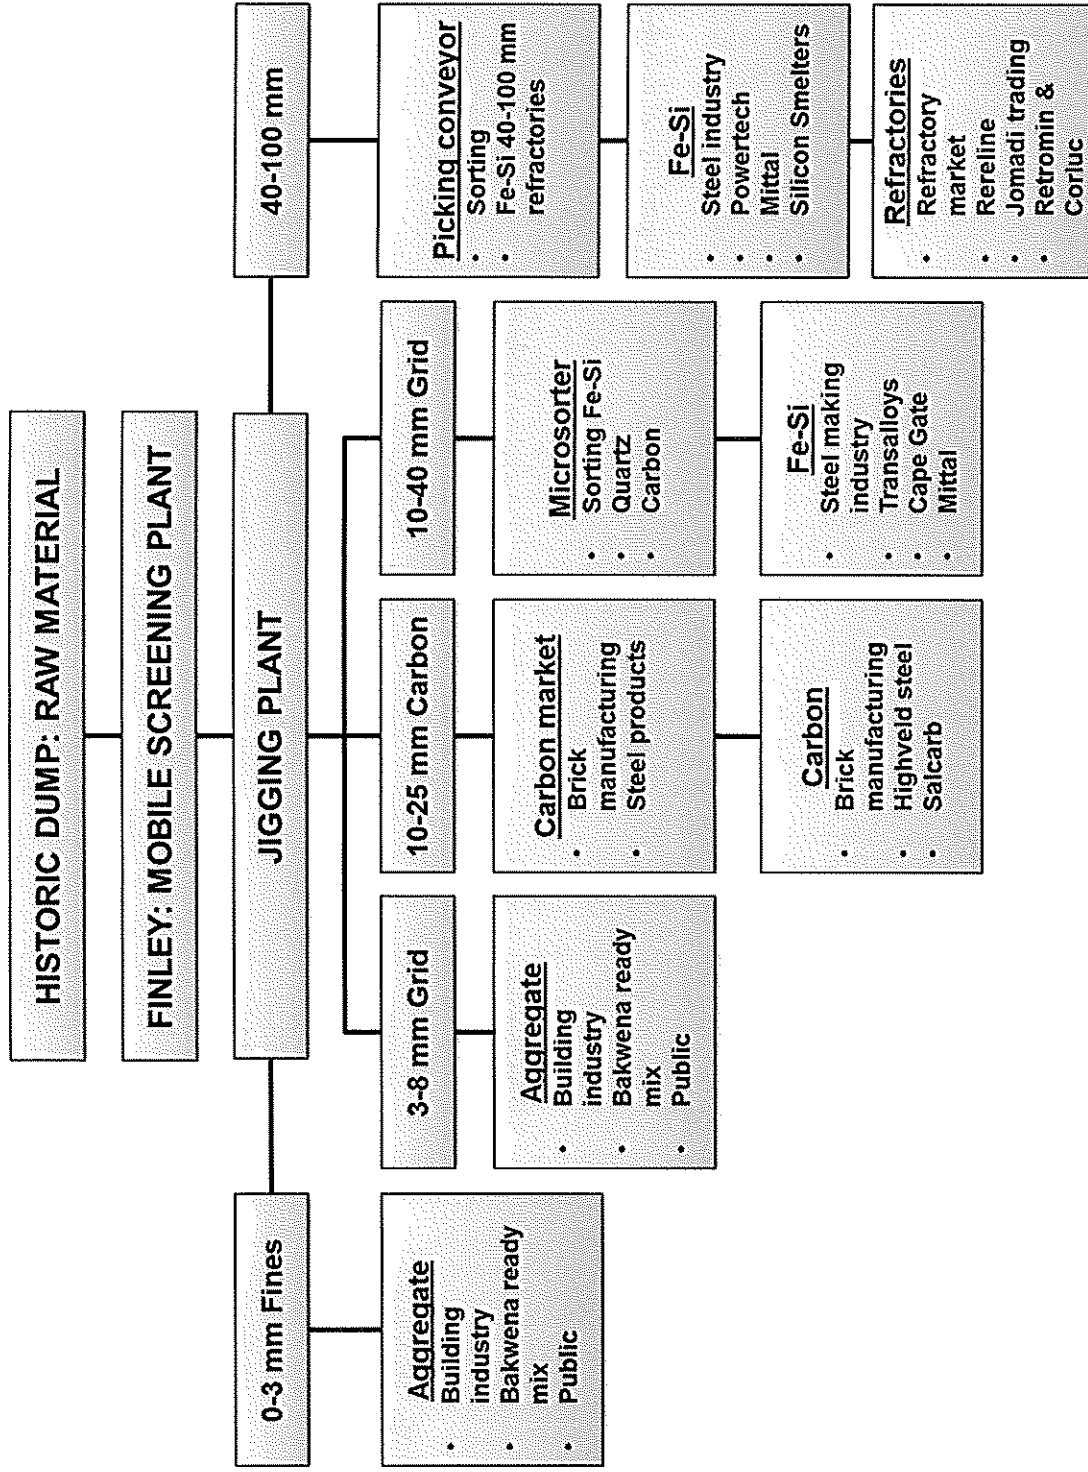 HISTORIC DUMP: RAW MATERIAL
FINLEY: MOBILE SCREENING PLANT
JIGGING PLANT
0-3 mm Fines
40-100 mm
3-8 mm Grid
10-25 mm Carbon
10-40 mm Grid
Aggregate
• Building
industry
• Bakwena ready
mix
• Public
Aggregate
• Building
industry
• Bakwena ready
mix
• Public
Carbon market
• Brick
manufacturing
• Steel products
Carbon
• Brick
manufacturing
• Highveld steel
• Salcarb
Microsorter
• Sorting Fe-Si
• Quartz
• Carbon
Fe-Si
• Steel making
industry
• Transalloys
• Cape Gate
• Mittal
Picking conveyor
• Sorting
• Fe-Si 40-100 mm
refractories
Fe-Si
• Steel industry
• Powertech
• Mittal
• Silicon Smelters
Refractories
• Refractory
market
• Rereline
• Jomadi trading
• Retromin &
Corluc